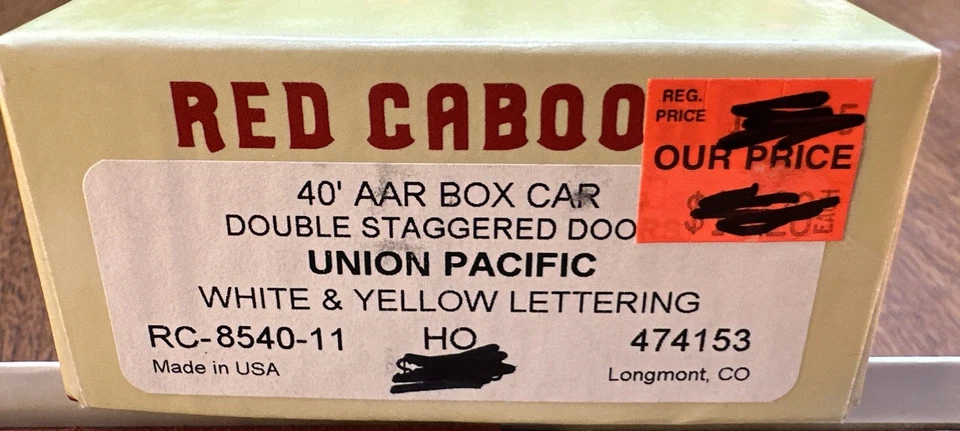 RED CABOO
REG.
PRICE
OUR PRICE
EACH
40' AAR BOX CAR
DOUBLE STAGGERED DOO
UNION PACIFIC
WHITE & YELLOW LETTERING
RC-8540-11 HO 474153
Made in USA Longmont, CO